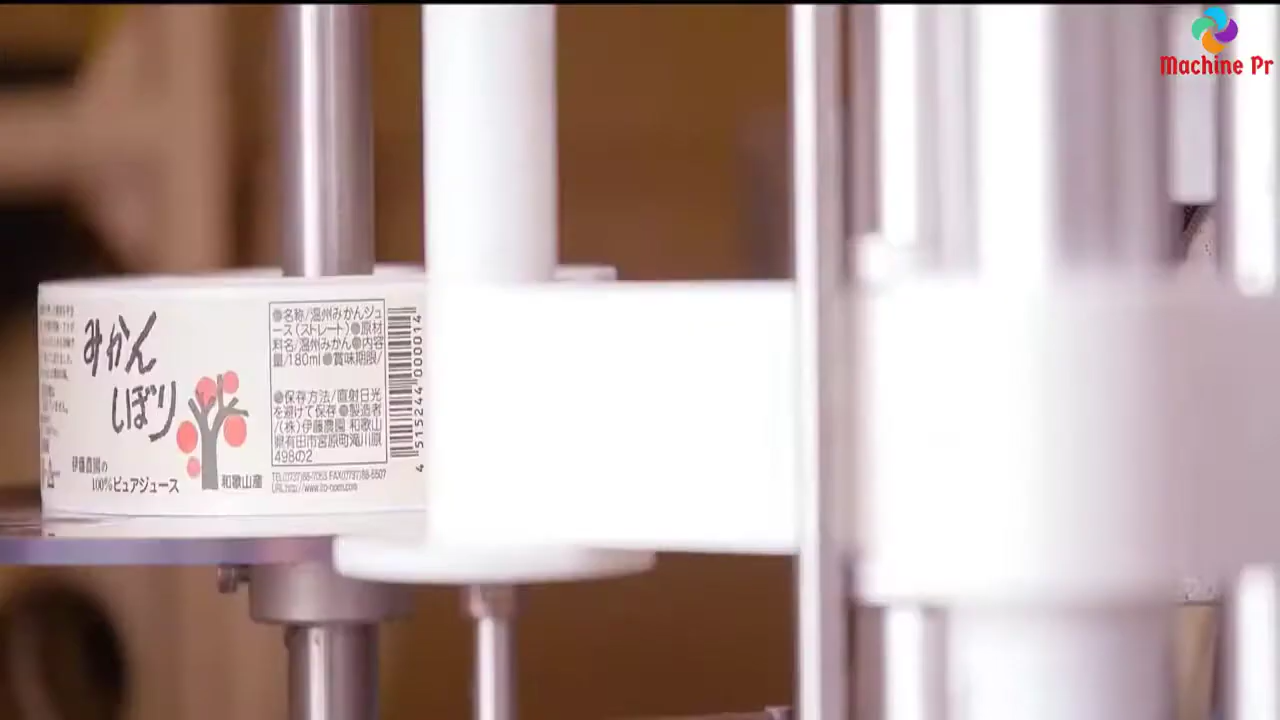 Machine Pr
みかん
しぼり
伊藤農園の
100%ピュアジュース
和歌山産
●名称/温州みかんジュ
ース(ストレート)●原材
料名/温州みかん●内容
量/180ml●賞味期限/
●保存方法/直射日光
を避けて保存●製造者
/(株)伊藤農園 和歌山
県有田市宮原町滝川原
498の2
4 515244 000014